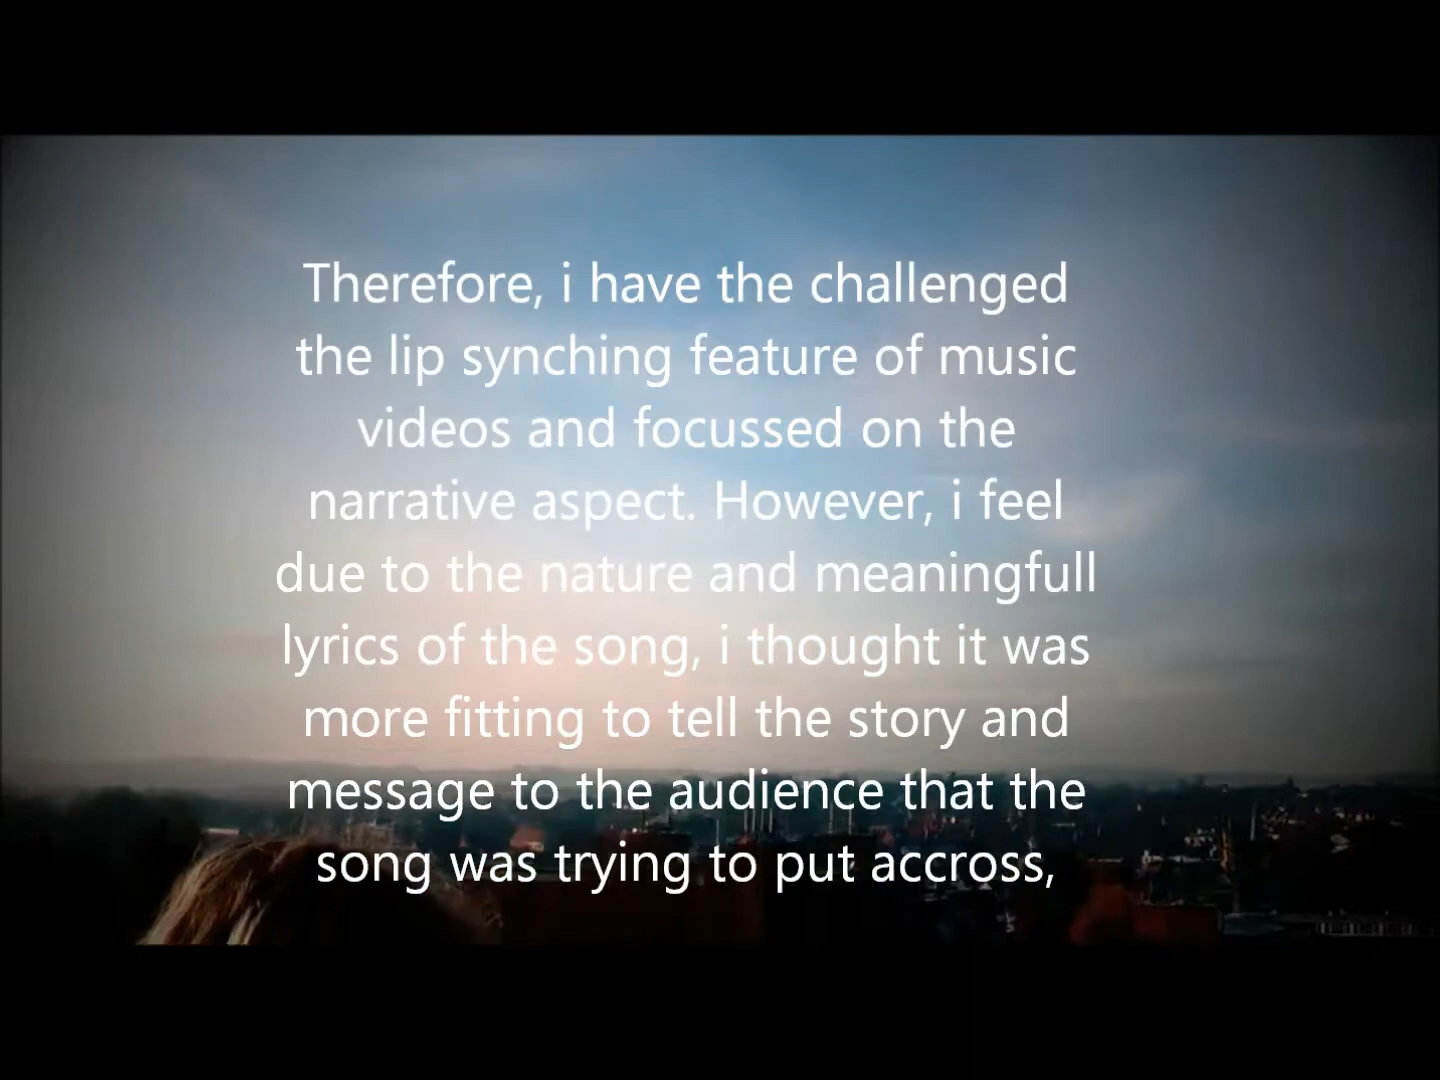 Therefore, i have the challenged
the lip synching feature of music
videos and focussed on the
narrative aspect. However, i feel
due to the nature and meaningfull
lyrics of the song, i thought it was
more fitting to tell the story and
message to the audience that the
song was trying to put accross,